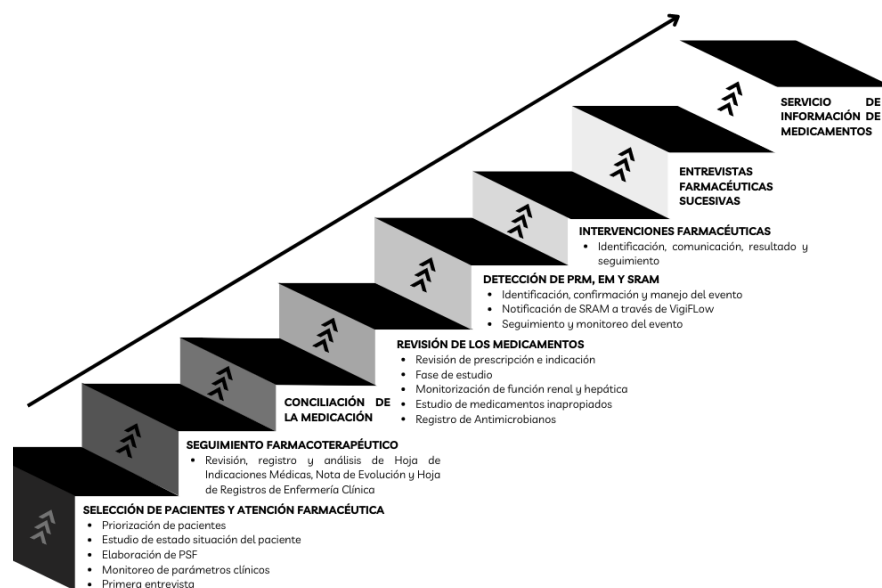 SERVICIO DE
INFORMACIÓN DE
MEDICAMENTOS
ENTREVISTAS
FARMACÉUTICAS
SUCESIVAS
INTERVENCIONES FARMACÉUTICAS
• Identificación, comunicación, resultado y
seguimiento
DETECCIÓN DE PRM, EM Y SRAM
• Identificación, confirmación y manejo del evento
• Notificación de SRAM a través de VigiFLow
• Seguimiento y monitoreo del evento
REVISIÓN DE LOS MEDICAMENTOS
• Revisión de prescripción e indicación
• Fase de estudio
• Monitorización de función renal y hepática
• Estudio de medicamentos inapropiados
• Registro de Antimicrobianos
CONCILIACIÓN DE
LA MEDICACIÓN
SEGUIMIENTO FARMACOTERAPÉUTICO
• Revisión, registro y análisis de Hoja de
Indicaciones Médicas, Nota de Evolución y Hoja
de Registros de Enfermería Clínica
SELECCIÓN DE PACIENTES Y ATENCIÓN FARMACÉUTICA
• Priorización de pacientes
• Estudio de estado situación del paciente
• Elaboración de PSF
• Monitoreo de parámetros clínicos
• Primera entrevista